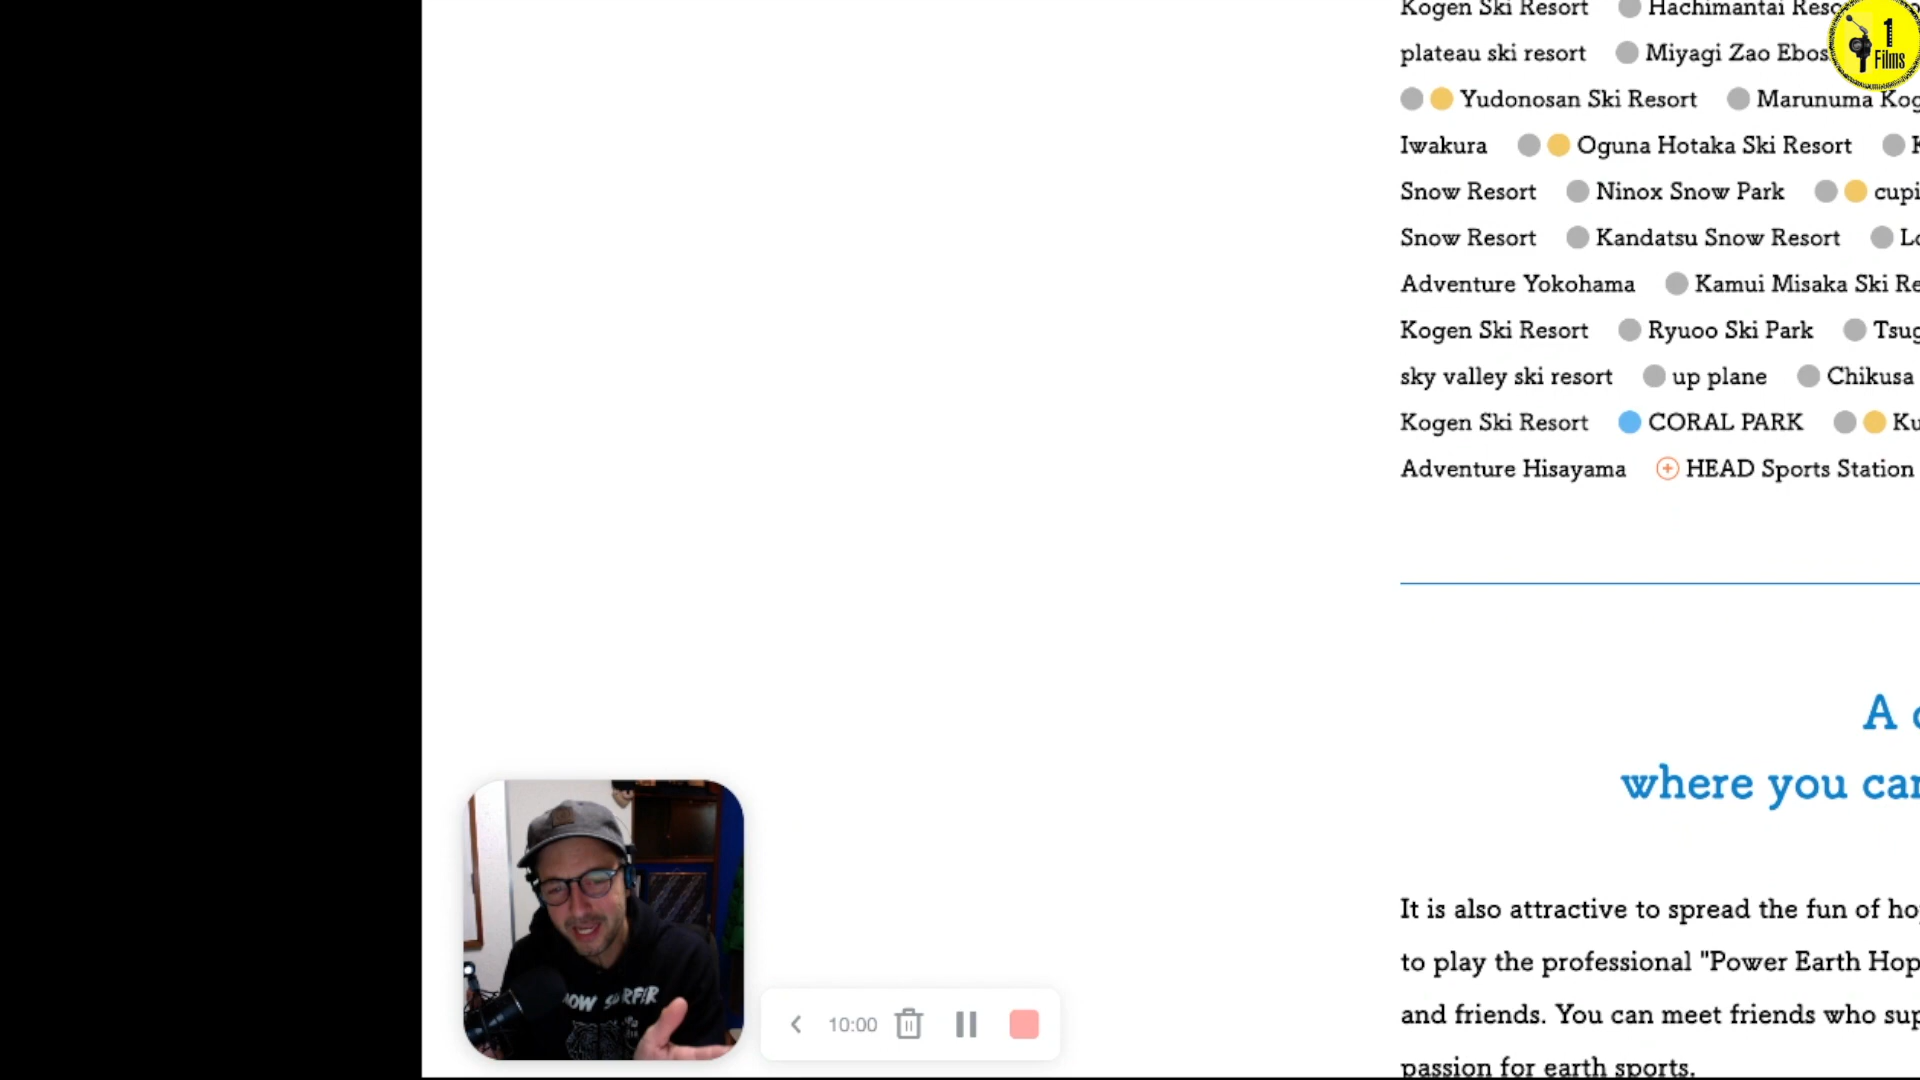 Kogen Ski Resort Hachimantai Reso
plateau ski resort Miyagi Zao Ebos
1
Films
Yudonosan Ski Resort Marunuma Kog
Iwakura Oguna Hotaka Ski Resort K
Snow Resort Ninox Snow Park cupi
Snow Resort Kandatsu Snow Resort Lo
Adventure Yokohama Kamui Misaka Ski Re
Kogen Ski Resort Ryuoo Ski Park Tsug
sky valley ski resort up plane Chikusa
Kogen Ski Resort CORAL PARK Ku
Adventure Hisayama HEAD Sports Station
A
where you can
It is also attractive to spread the fun of ho
to play the professional "Power Earth Hop
and friends. You can meet friends who sup
passion for earth sports.
SNOW SURFER
10:00